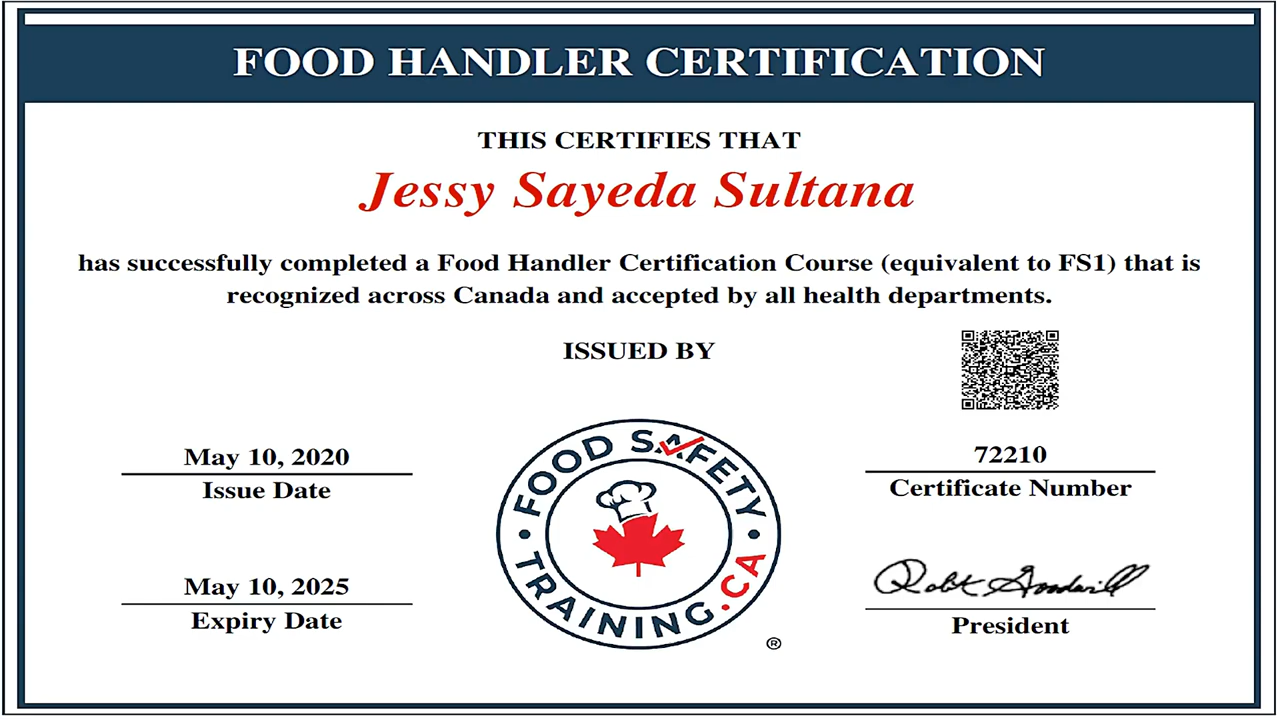 FOOD HANDLER CERTIFICATION
THIS CERTIFIES THAT
Jessy Sayeda Sultana
has successfully completed a Food Handler Certification Course (equivalent to FS1) that is
recognized across Canada and accepted by all health departments.
ISSUED BY
May 10, 2020
Issue Date
May 10, 2025
Expiry Date
FOOD SAFETY
TRAINING.CA
®
72210
Certificate Number
Robt Goodwill
President